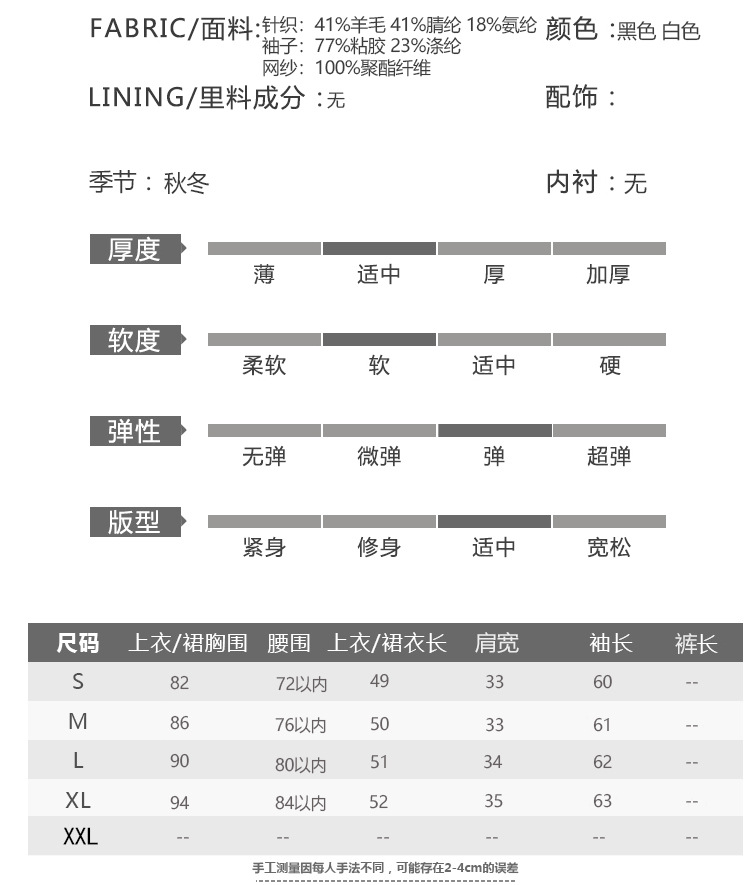 FABRIC/面料:针织：41%羊毛 41%腈纶 18%氨纶 颜色 :黑色 白色
袖子：77%粘胶 23%涤纶
网纱：100%聚酯纤维
LINING/里料成分 :无 配饰 :
季节 : 秋冬 内衬 : 无
厚度
薄 适中 厚 加厚
软度
柔软 软 适中 硬
弹性
无弹 微弹 弹 超弹
版型
紧身 修身 适中 宽松
尺码 上衣/裙胸围 腰围 上衣/裙衣长 肩宽 袖长 裤长
S 82 72以内 49 33 60 --
M 86 76以内 50 33 61 --
L 90 80以内 51 34 62 --
XL 94 84以内 52 35 63 --
XXL -- -- -- -- -- --
手工测量因每人手法不同，可能存在2-4cm的误差